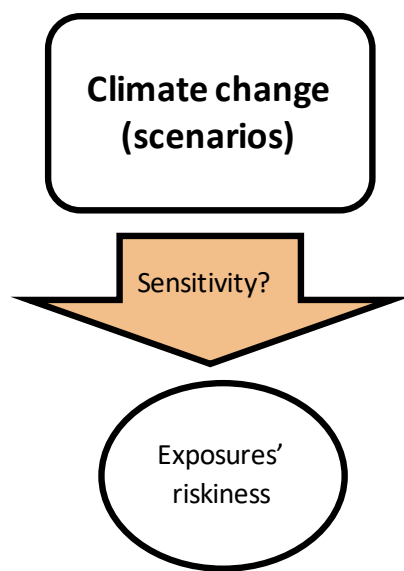 Climate change
(scenarios)
Sensitivity?
Exposures’
riskiness